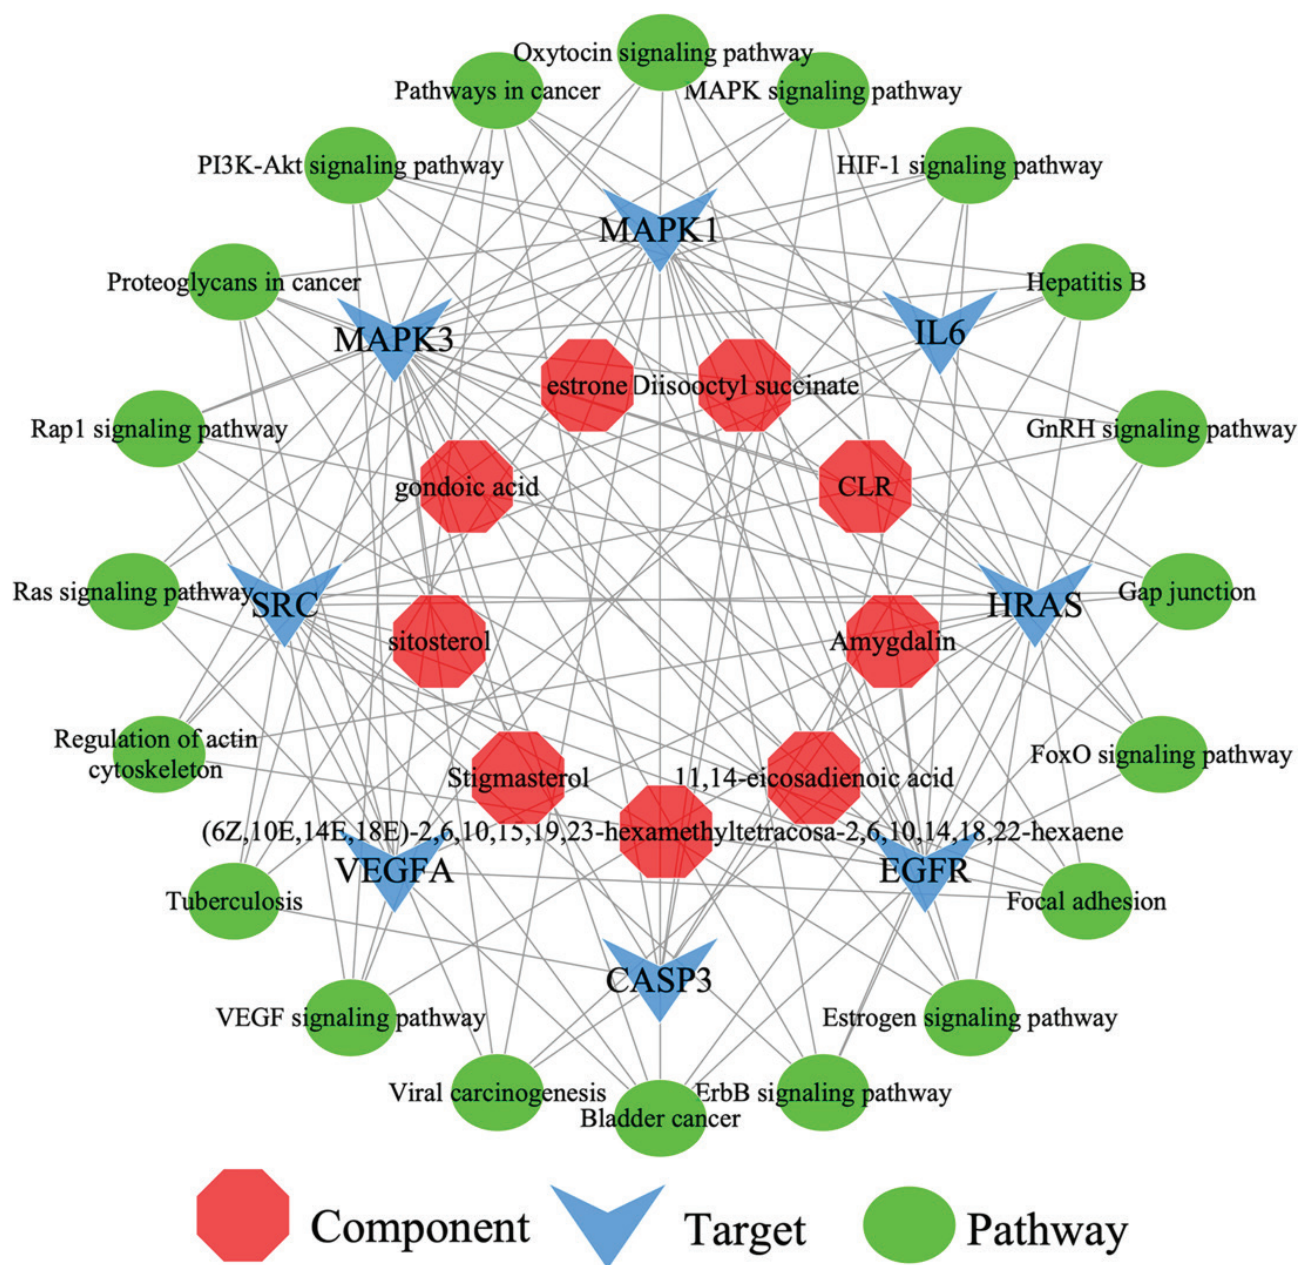 Oxytocin signaling pathway
Pathways in cancer
MAPK signaling pathway
PI3K-Akt signaling pathway
HIF-1 signaling pathway
MAPK1
Proteoglycans in cancer
Hepatitis B
MAPK3
IL6
estrone
Diisooctyl succinate
Rap1 signaling pathway
GnRH signaling pathway
gondoic acid
CLR
Ras signaling pathway
SRC
HRAS
Gap junction
sitosterol
Amygdalin
Regulation of actin
cytoskeleton
FoxO signaling pathway
Stigmasterol
11,14-eicosadienoic acid
(6Z,10E,14E,18E)-2,6,10,15,19,23-hexamethyltetracosa-2,6,10,14,18,22-hexaene
VEGFA
EGFR
Tuberculosis
Focal adhesion
CASP3
VEGF signaling pathway
Estrogen signaling pathway
Viral carcinogenesis
ErbB signaling pathway
Bladder cancer
Component
Target
Pathway